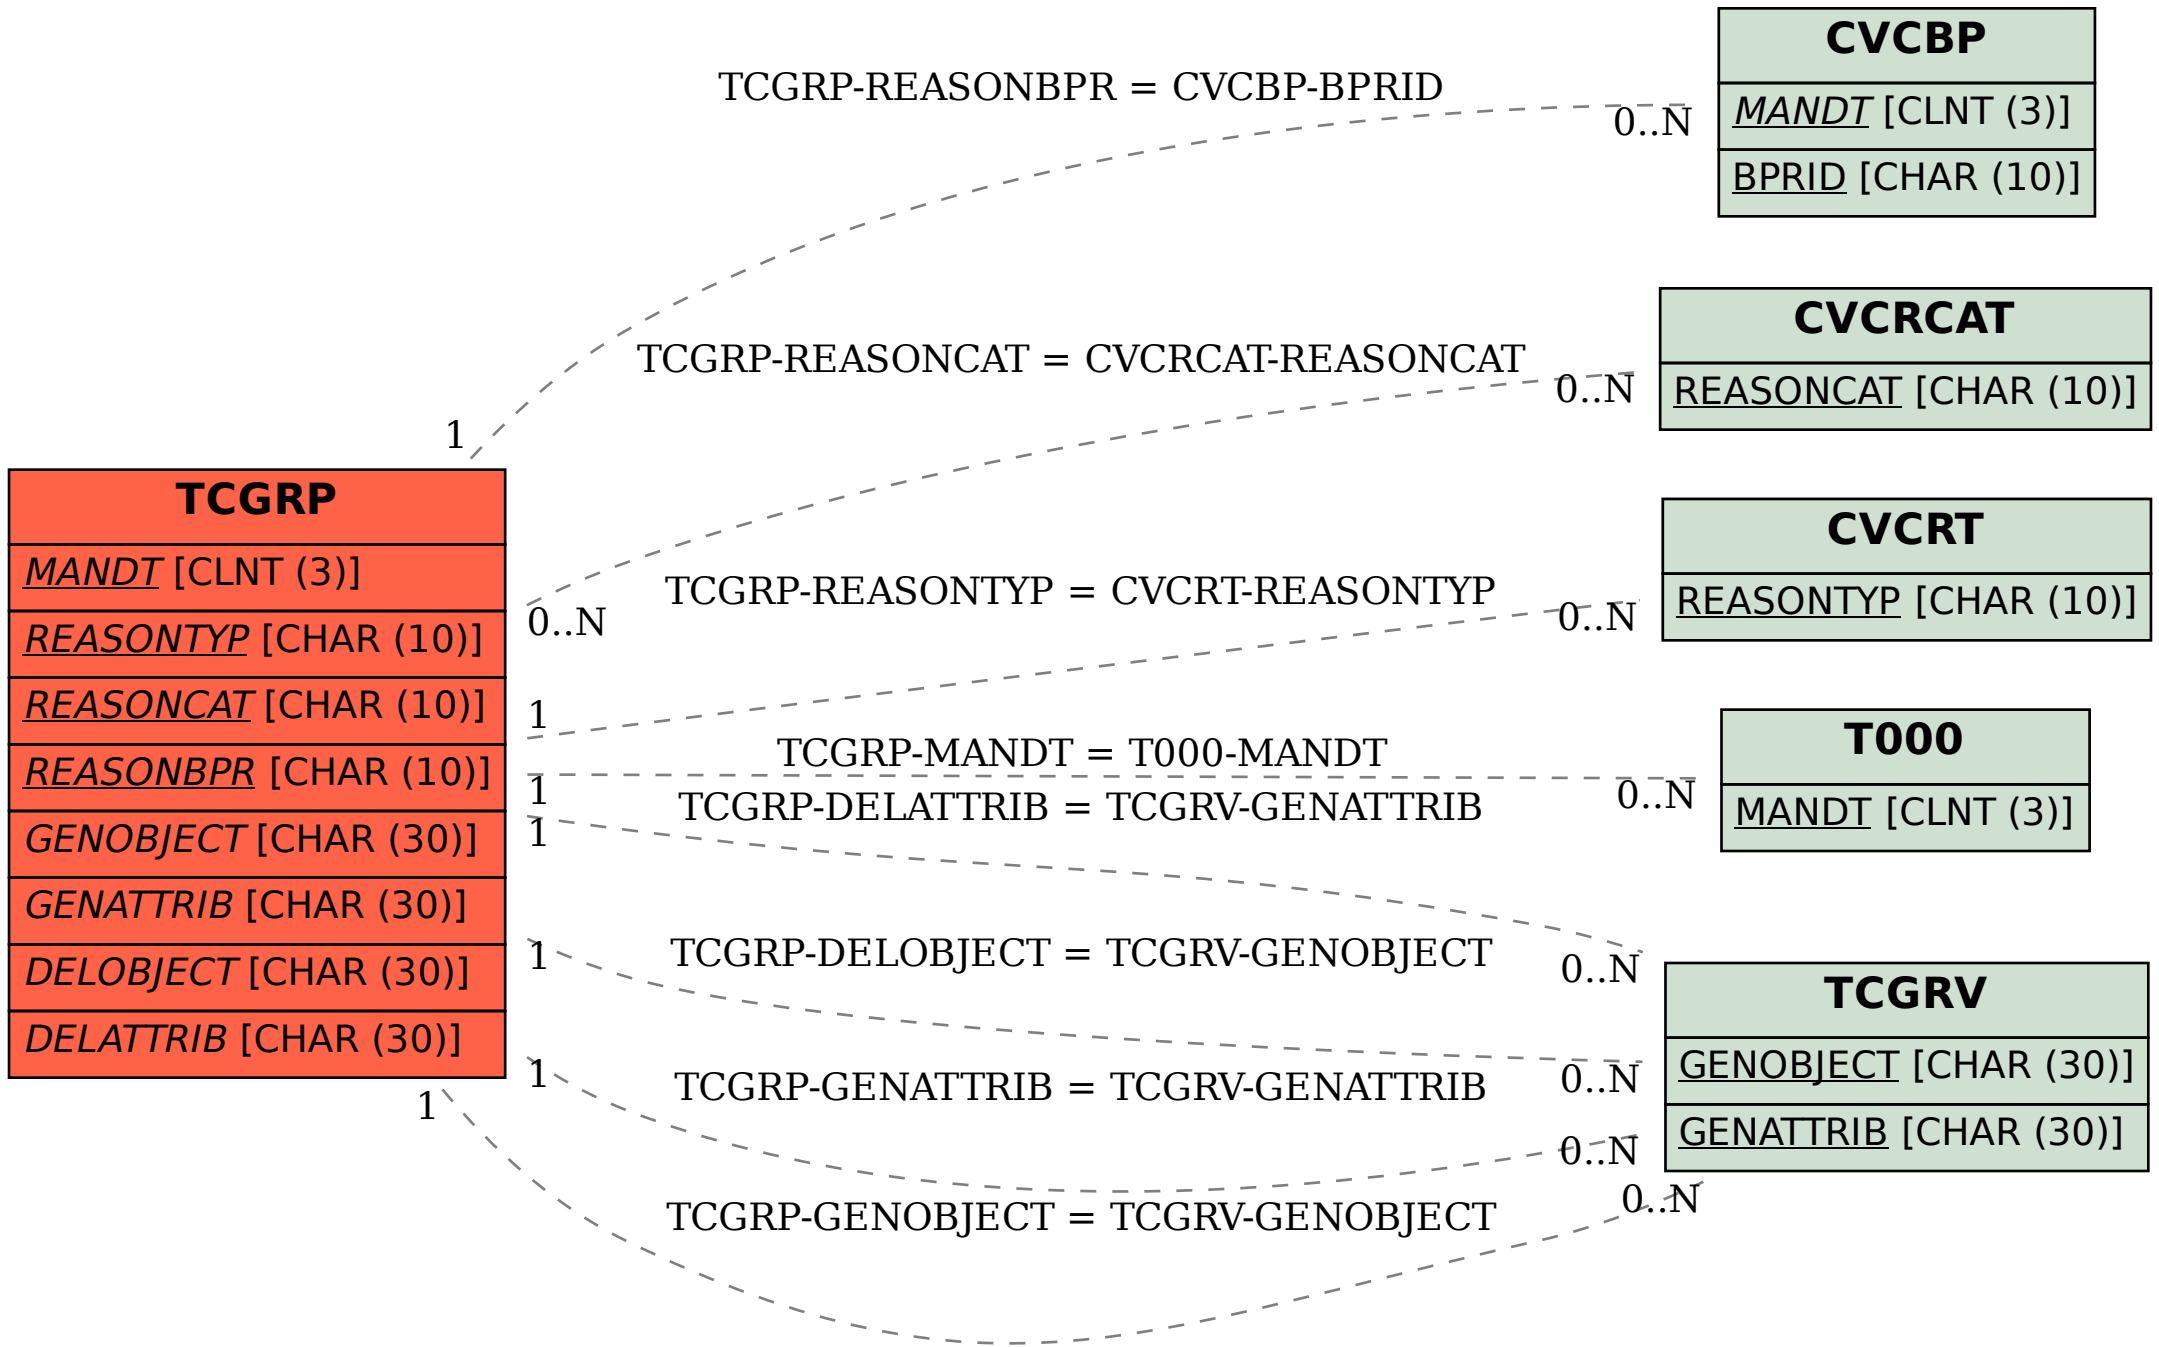 CVCBP
MANDT [CLNT (3)]
BPRID [CHAR (10)]
TCGRP-REASONBPR = CVCBP-BPRID
0..N
1
CVCRCAT
REASONCAT [CHAR (10)]
TCGRP-REASONCAT = CVCRCAT-REASONCAT
0..N
0..N
TCGRP
MANDT [CLNT (3)]
REASONTYP [CHAR (10)]
REASONCAT [CHAR (10)]
REASONBPR [CHAR (10)]
GENOBJECT [CHAR (30)]
GENATTRIB [CHAR (30)]
DELOBJECT [CHAR (30)]
DELATTRIB [CHAR (30)]
CVCRT
REASONTYP [CHAR (10)]
TCGRP-REASONTYP = CVCRT-REASONTYP
0..N
1
T000
MANDT [CLNT (3)]
TCGRP-MANDT = T000-MANDT
0..N
1
TCGRP-DELATTRIB = TCGRV-GENATTRIB
1
0..N
TCGRP-DELOBJECT = TCGRV-GENOBJECT
1
0..N
TCGRV
GENOBJECT [CHAR (30)]
GENATTRIB [CHAR (30)]
TCGRP-GENATTRIB = TCGRV-GENATTRIB
1
0..N
TCGRP-GENOBJECT = TCGRV-GENOBJECT
1
0..N